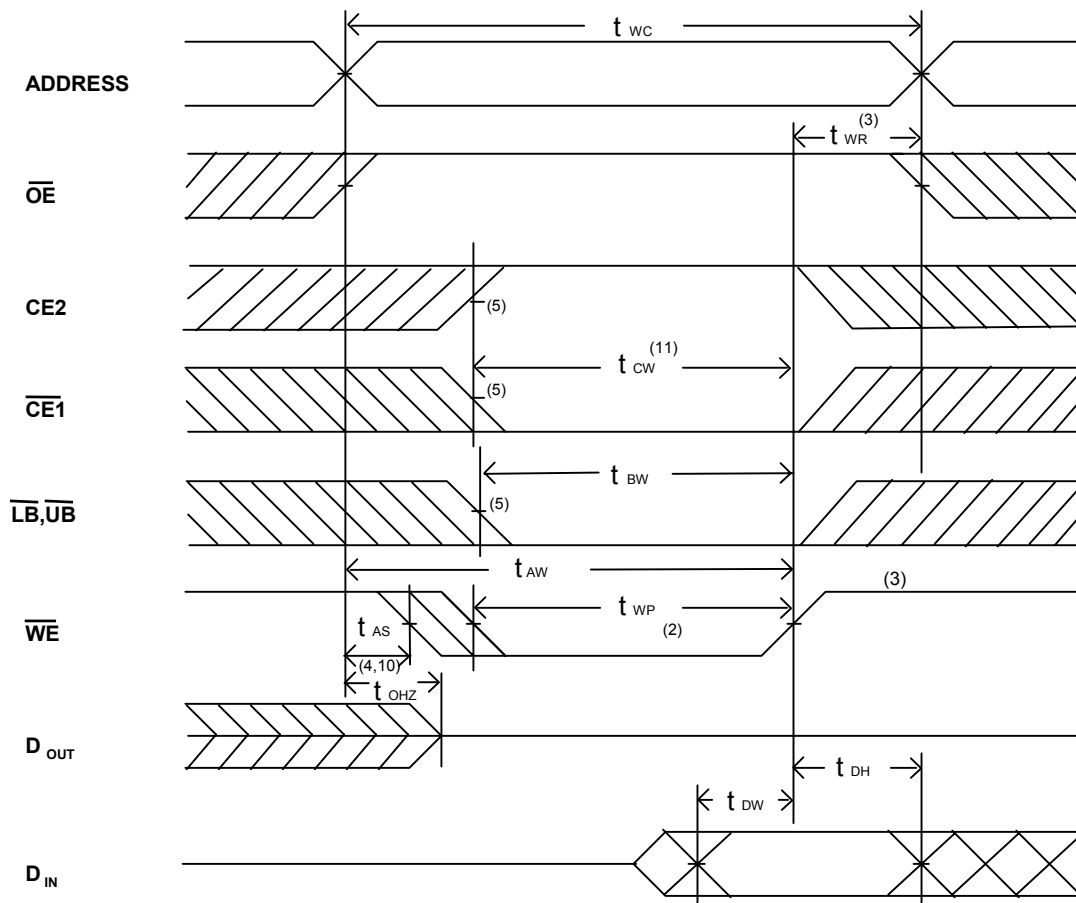 t WC
ADDRESS
t WR (3)
OE
CE2
(5)
t CW (11)
CE1
(5)
t BW
LB,UB
(5)
t AW
(3)
t WP
(2)
WE
t AS
(4,10)
t OHZ
D OUT
t DH
t DW
D IN